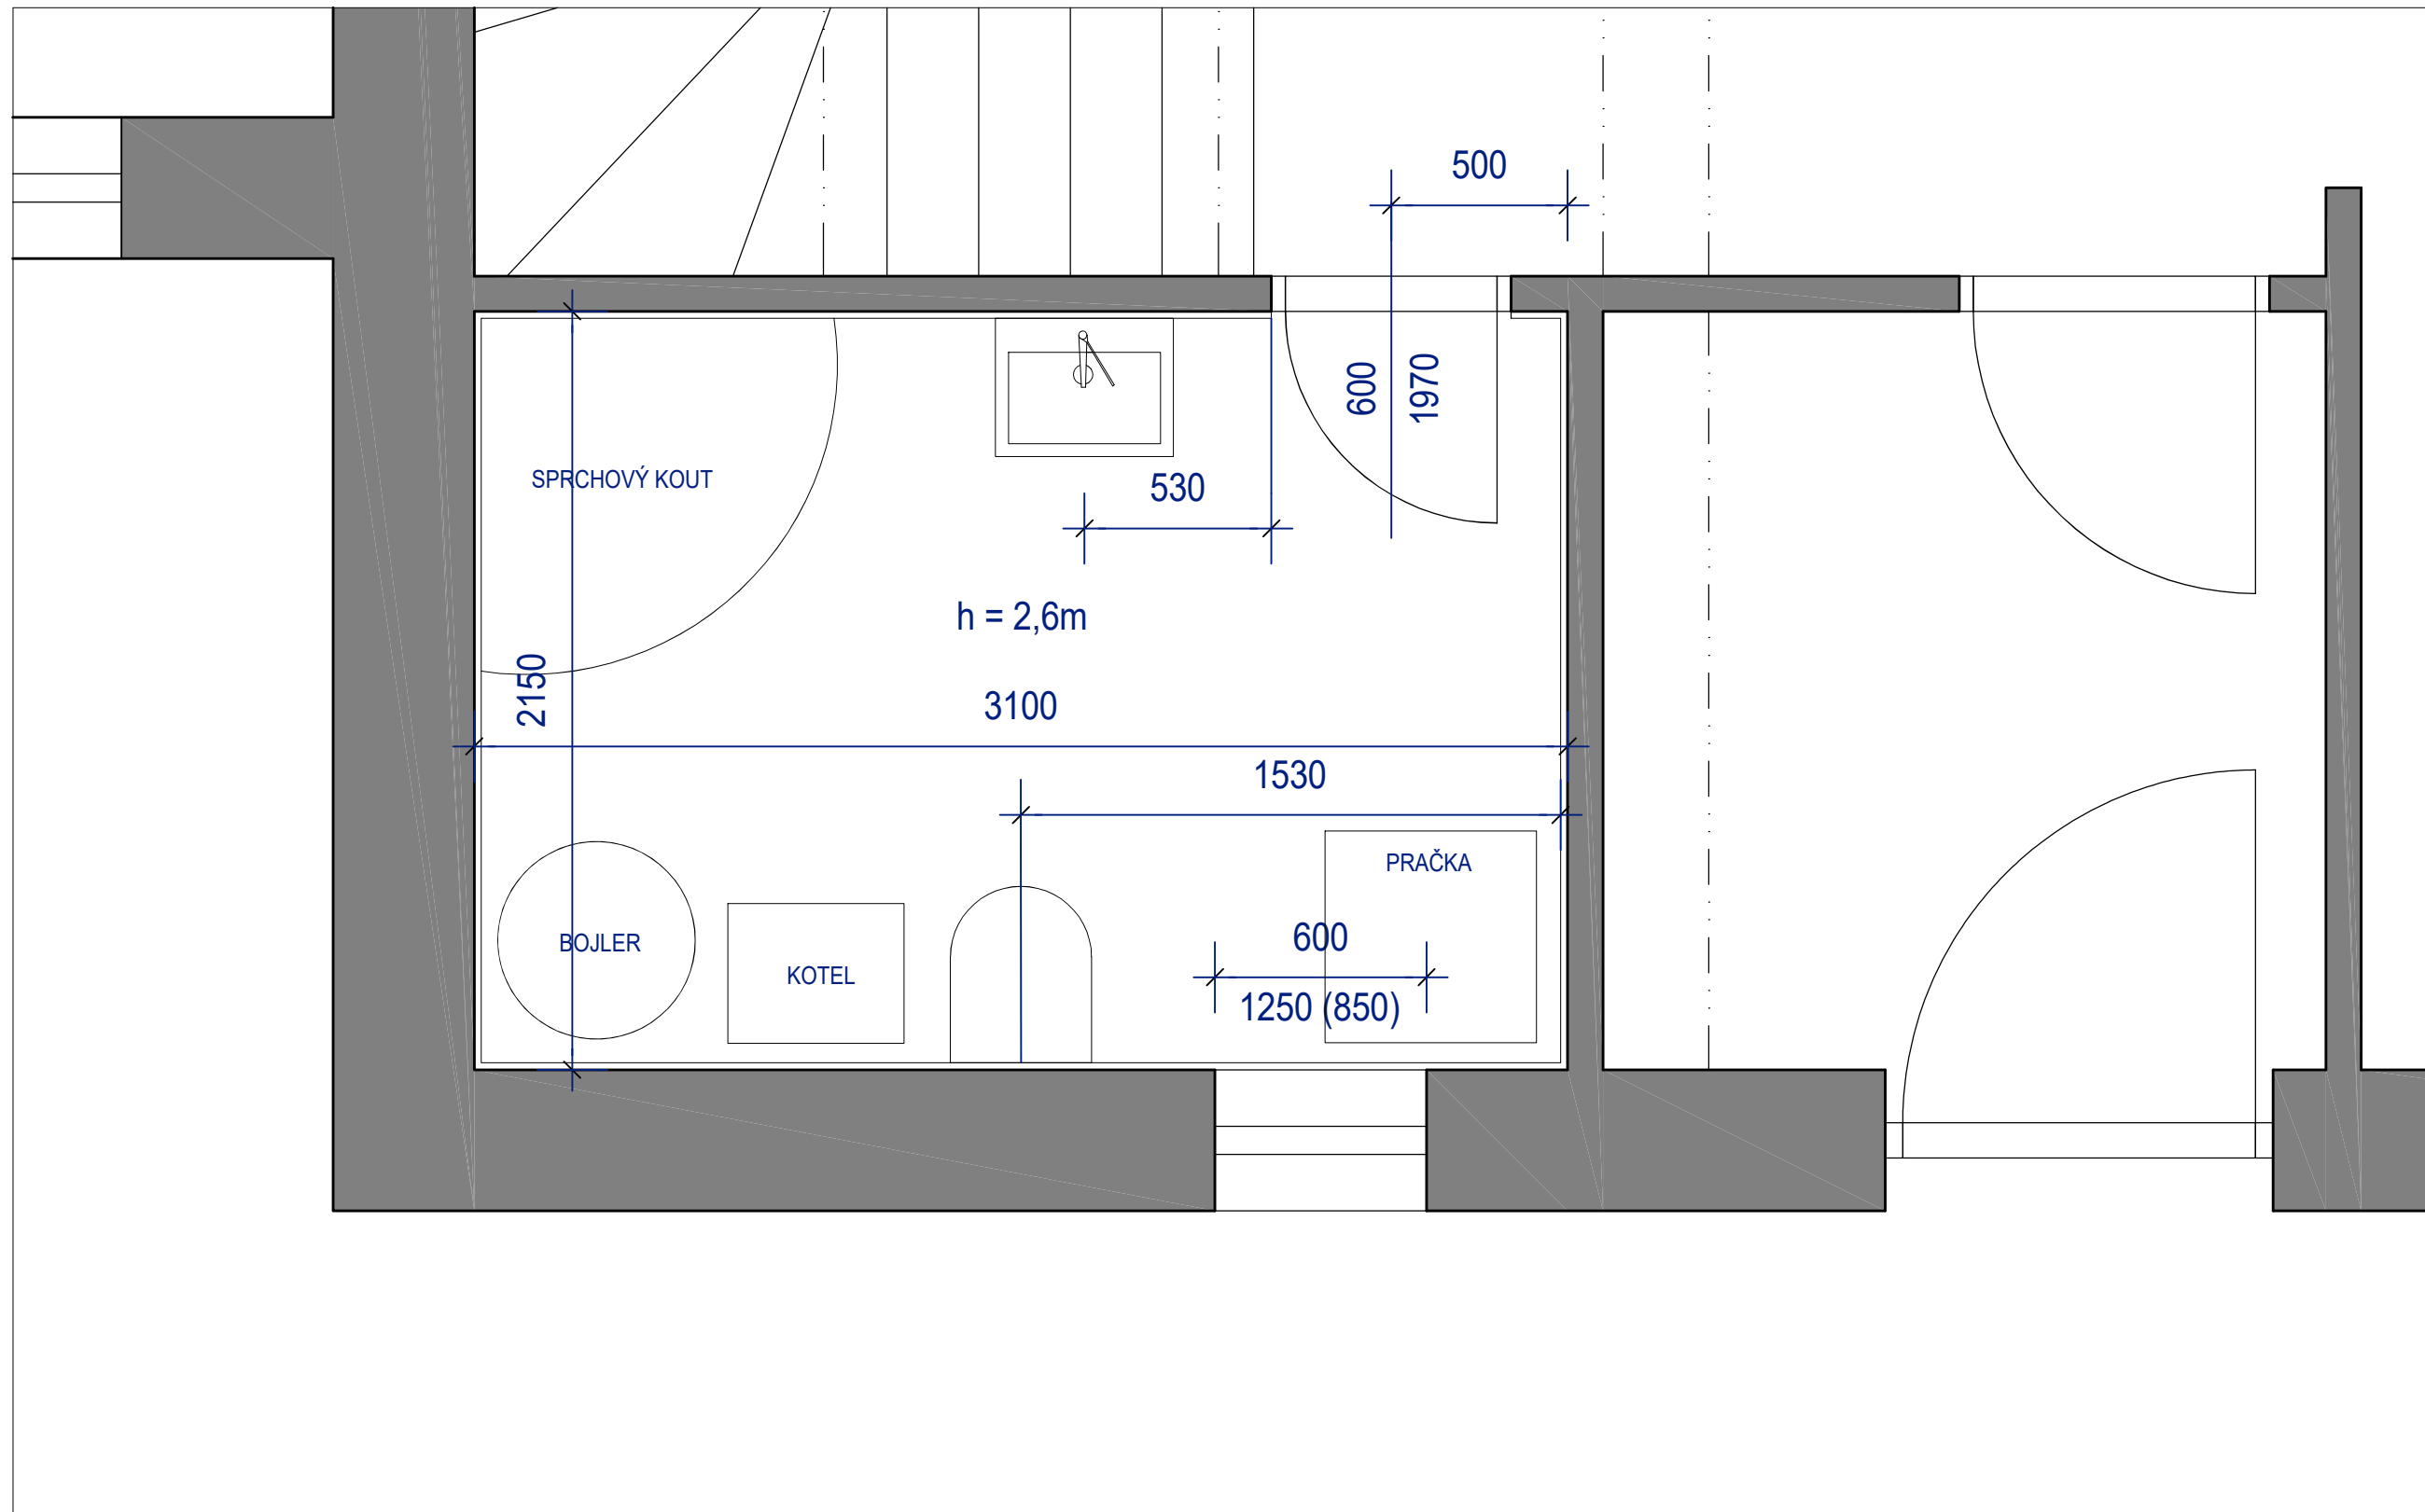 500
600
1970
SPRCHOVÝ KOUT
530
h = 2,6m
2150
3100
1530
PRAČKA
BOJLER
KOTEL
600
1250 (850)